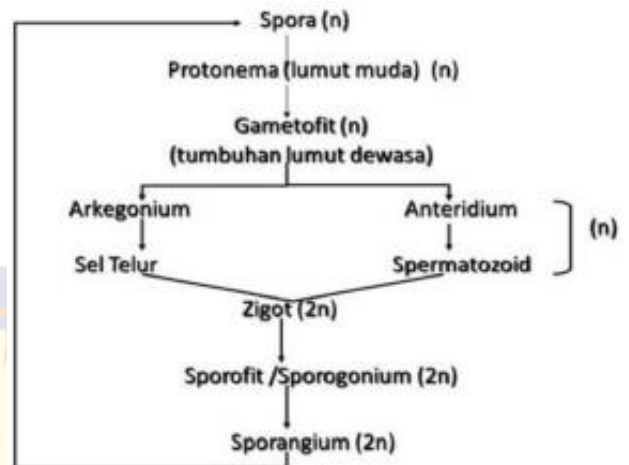 Spora (n)
Protonema (lumut muda) (n)
Gametofit (n)
(tumbuhan lumut dewasa)
Arkegonium Anteridium
(n)
Sel Telur Spermatozoid
Zigot (2n)
Sporofit /Sporogonium (2n)
Sporangium (2n)